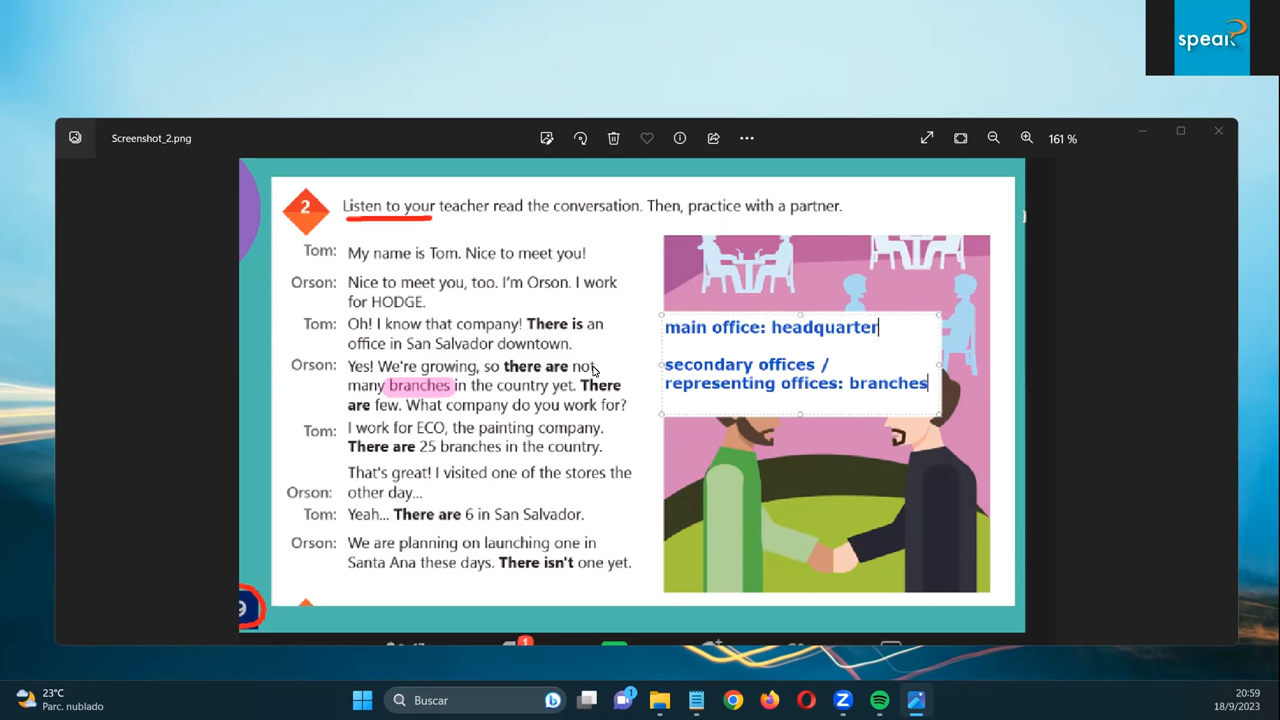 speak
Screenshot_2.png
161 %
2
Listen to your teacher read the conversation. Then, practice with a partner.
Tom: My name is Tom. Nice to meet you!
Orson: Nice to meet you, too. I'm Orson. I work
for HODGE.
Tom: Oh! I know that company! There is an
office in San Salvador downtown.
Orson: Yes! We're growing, so there are not
many branches in the country yet. There
are few. What company do you work for?
Tom: I work for ECO, the painting company.
There are 25 branches in the country.
That's great! I visited one of the stores the
Orson: other day...
Tom: Yeah... There are 6 in San Salvador.
Orson: We are planning on launching one in
Santa Ana these days. There isn't one yet.
main office: headquarter
secondary offices /
representing offices: branches
9
1
23°C
Parc. nublado
Buscar
1
20:59
18/9/2023